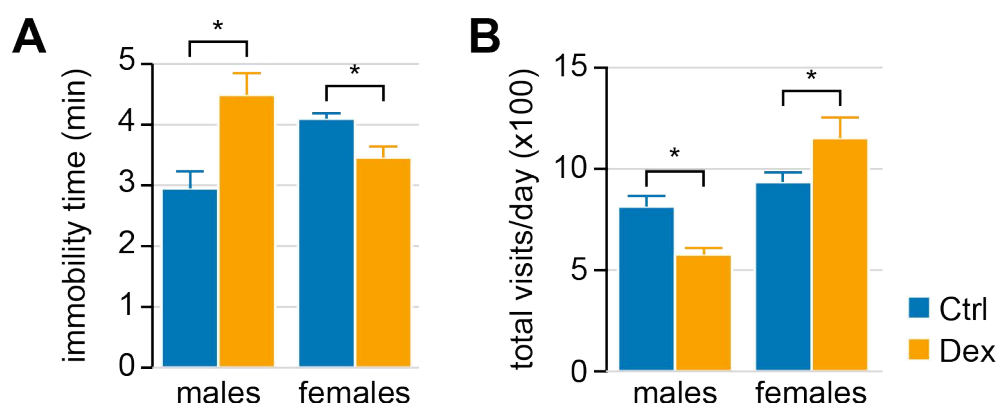 A
immobility time (min)
5
4
3
2
1
0
*
*
males
females
B
total visits/day (x100)
15
10
5
0
*
*
males
females
Ctrl
Dex